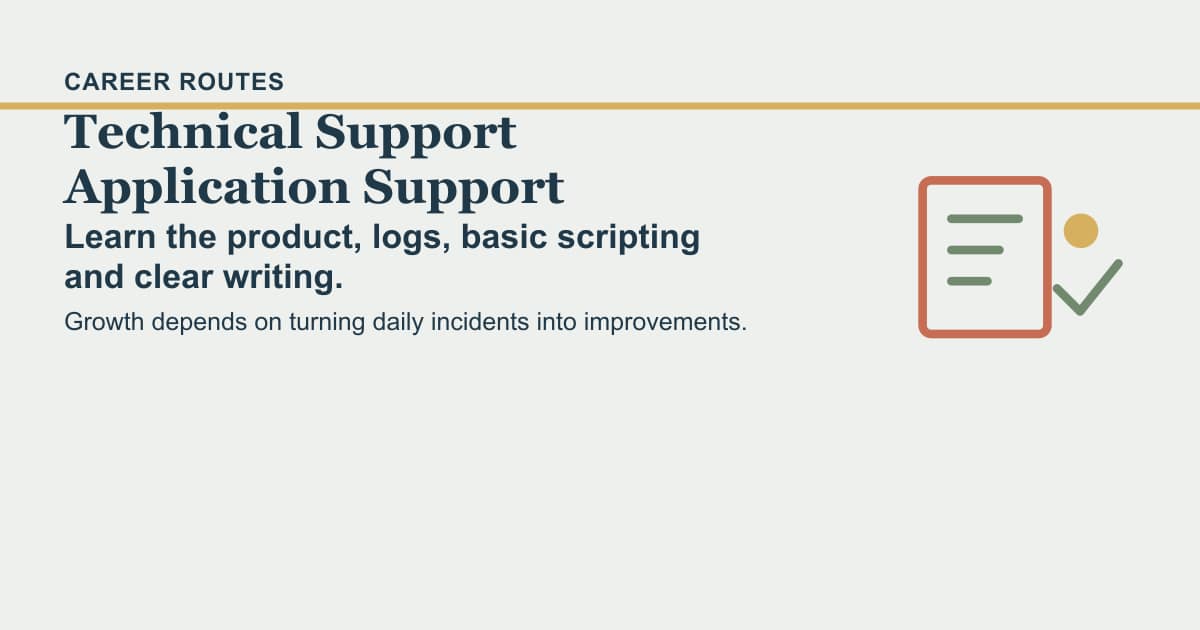 CAREER ROUTES
Technical Support
Application Support
Learn the product, logs, basic scripting
and clear writing.
Growth depends on turning daily incidents into improvements.